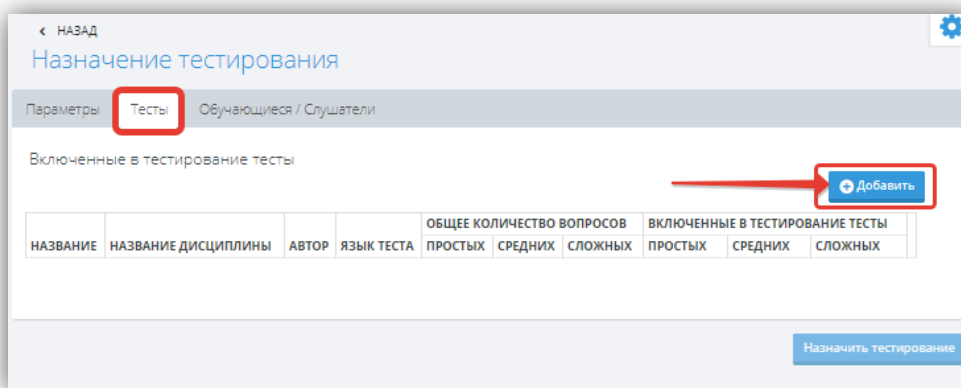 НАЗАД
Назначение тестирования
Параметры Тесты Обучающиеся / Слушатели
Включенные в тестирование тесты
Добавить
ОБЩЕЕ КОЛИЧЕСТВО ВОПРОСОВ ВКЛЮЧЕННЫЕ В ТЕСТИРОВАНИЕ ТЕСТЫ
НАЗВАНИЕ НАЗВАНИЕ ДИСЦИПЛИНЫ АВТОР ЯЗЫК ТЕСТА ПРОСТЫХ СРЕДНИХ СЛОЖНЫХ ПРОСТЫХ СРЕДНИХ СЛОЖНЫХ
Назначить тестирование